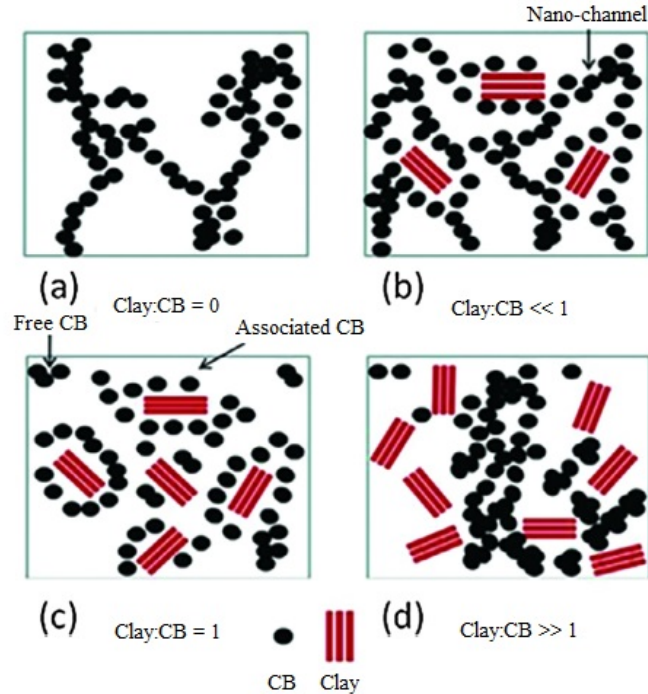 Nano-channel
(a)
Clay:CB = 0
(b)
Clay:CB << 1
Free CB
Associated CB
(c)
Clay:CB = 1
(d)
Clay:CB >> 1
CB
Clay